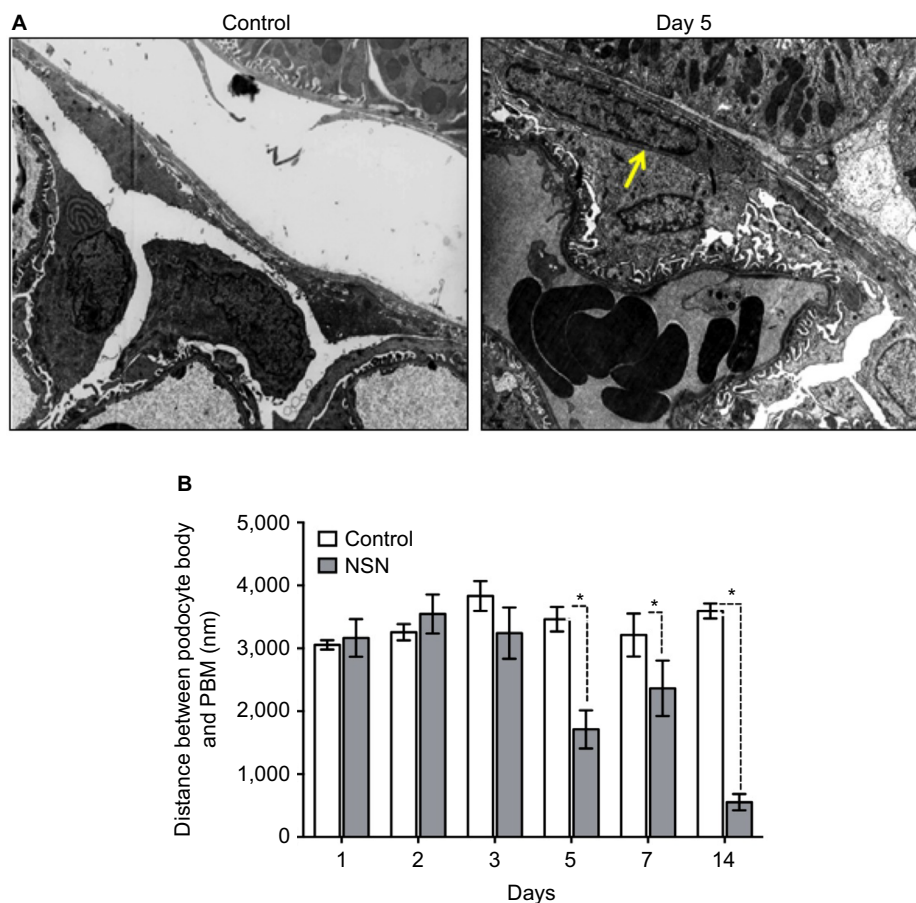 A
Control
Day 5
B
Distance between podocyte body
and PBM (nm)
5,000
4,000
3,000
2,000
1,000
0
Control
NSN
*
*
*
1 2 3 5 7 14
Days